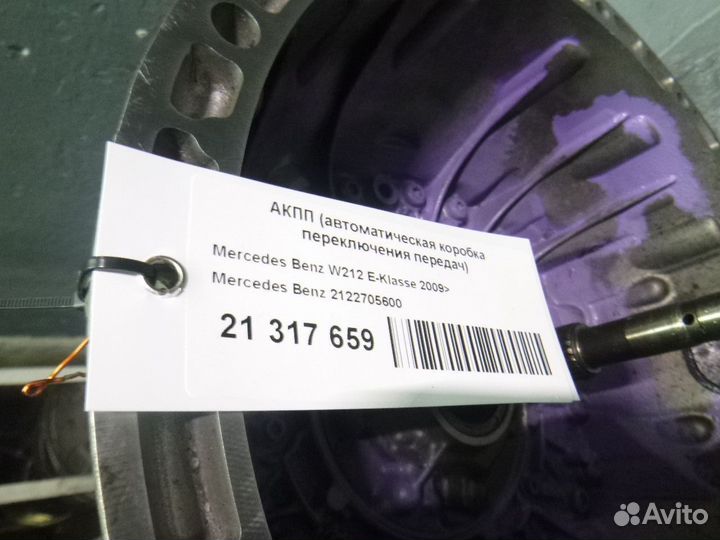 АКПП (автоматическая коробка
переключения передач)
Mercedes Benz W212 E-Klasse 2009>
Mercedes Benz 2122705600
21 317 659
Avito